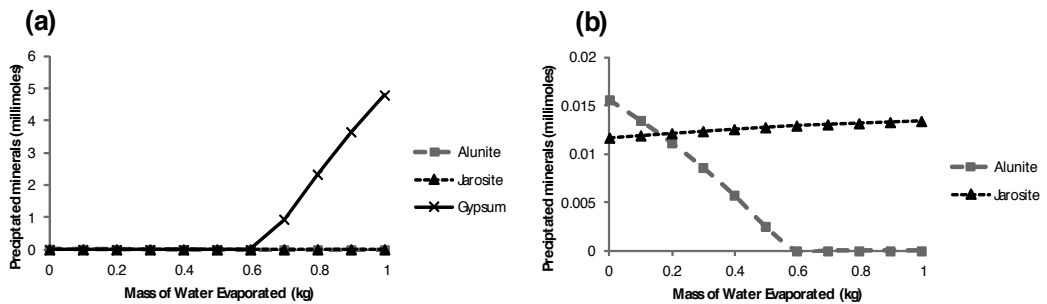 (a)
Preciptated minerals (millimoles)
6
5
4
3
2
1
0
0 0.2 0.4 0.6 0.8 1
Mass of Water Evaporated (kg)
Alunite
Jarosite
Gypsum
(b)
Preciptated minerals (millimoles)
0.02
0.015
0.01
0.005
0
0 0.2 0.4 0.6 0.8 1
Mass of Water Evaporated (kg)
Alunite
Jarosite